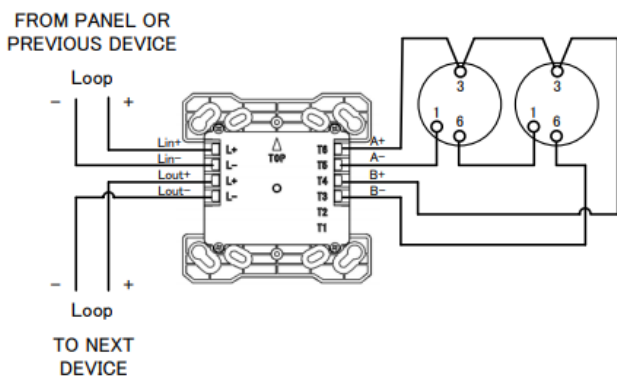 FROM PANEL OR
PREVIOUS DEVICE
Loop
− +
Lin+
Lin−
Lout+
Lout−
− +
Loop
TO NEXT
DEVICE
L+
L−
L+
L−
TOP
T6
T5
T4
T3
T2
T1
A+
A−
B+
B−
3
1
6
3
1
6